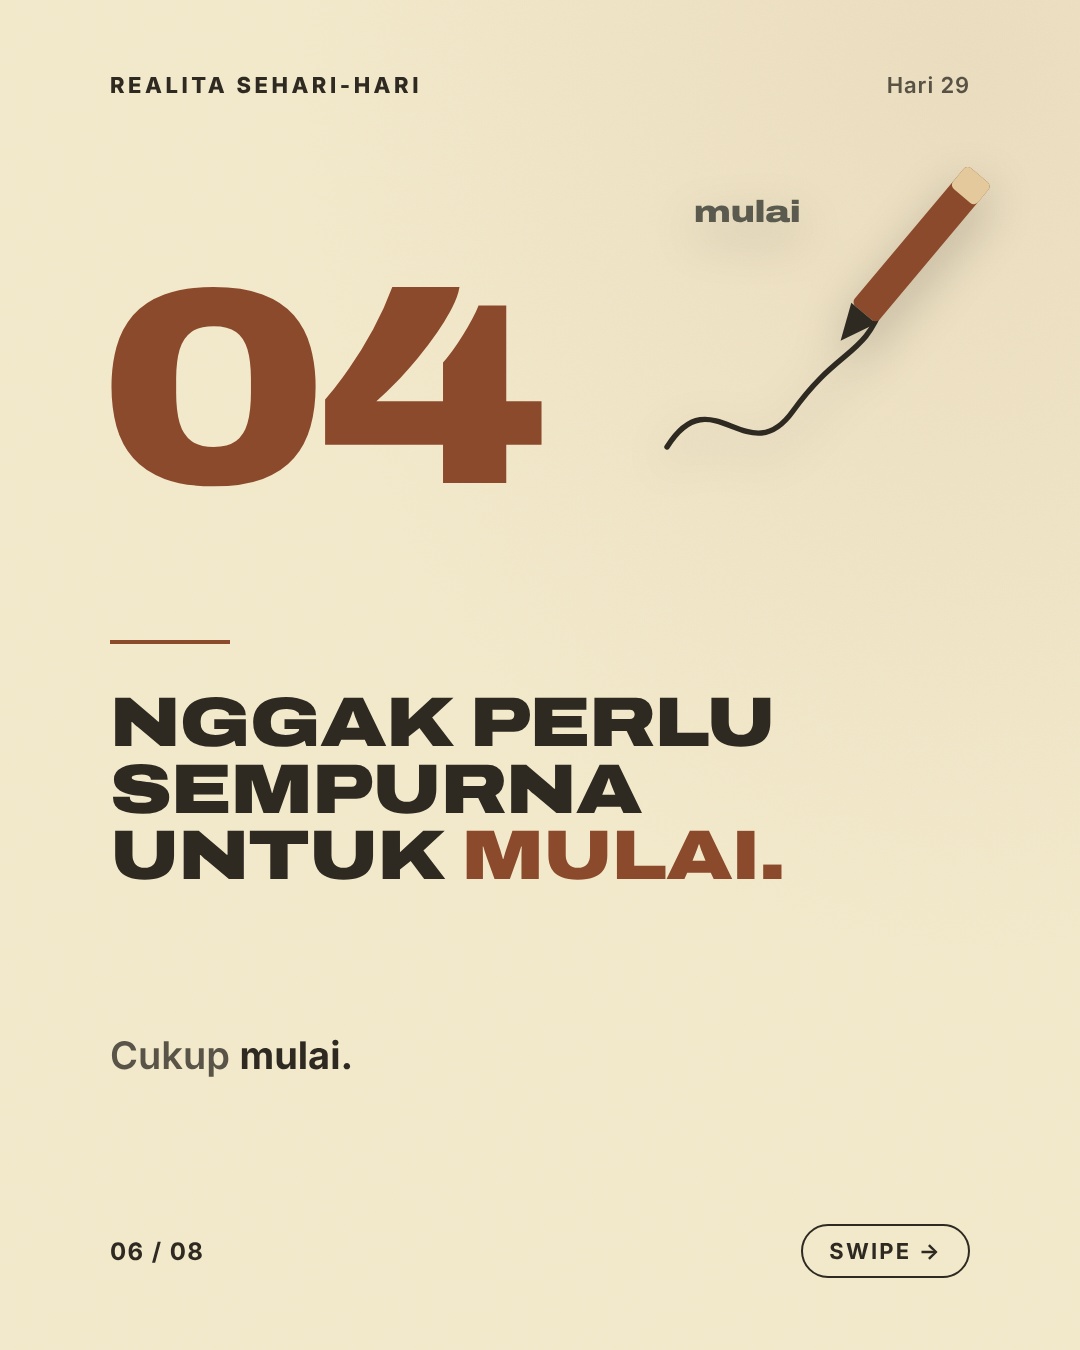 REALITA SEHARI-HARI
Hari 29
mulai
04
NGGAK PERLU
SEMPURNA
UNTUK MULAI.
Cukup mulai.
06 / 08
SWIPE →